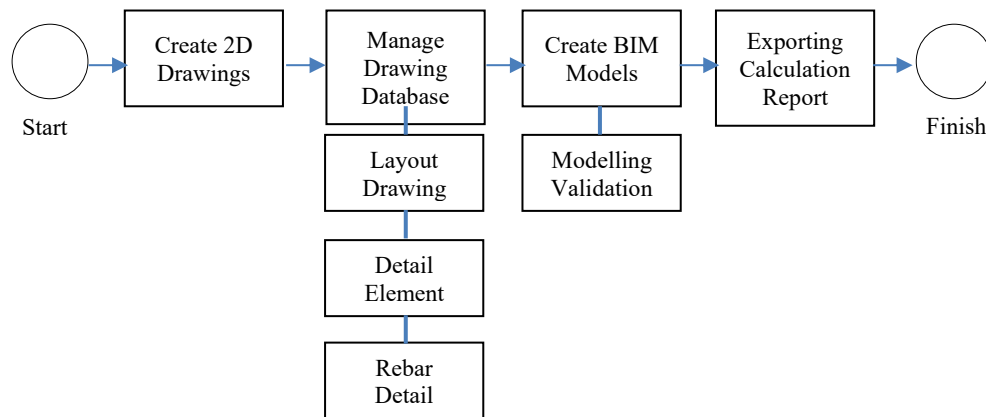 Start
Create 2D
Drawings
Manage
Drawing
Database
Layout
Drawing
Detail
Element
Rebar
Detail
Create BIM
Models
Modelling
Validation
Exporting
Calculation
Report
Finish